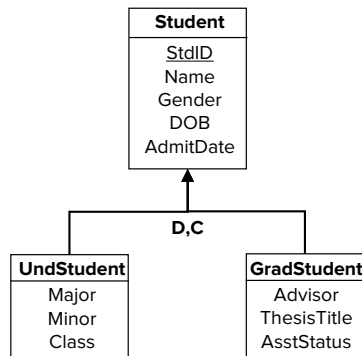 Student
StdID
Name
Gender
DOB
AdmitDate
D,C
UndStudent
Major
Minor
Class
GradStudent
Advisor
ThesisTitle
AsstStatus